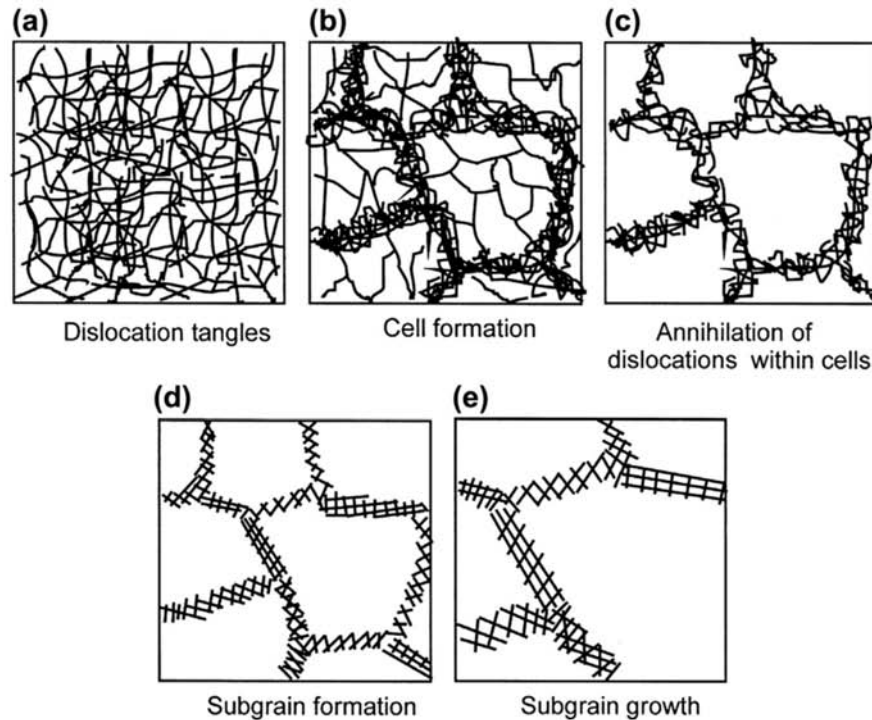 (a)
(b)
(c)
Dislocation tangles
Cell formation
Annihilation of
dislocations within cells
(d)
(e)
Subgrain formation
Subgrain growth